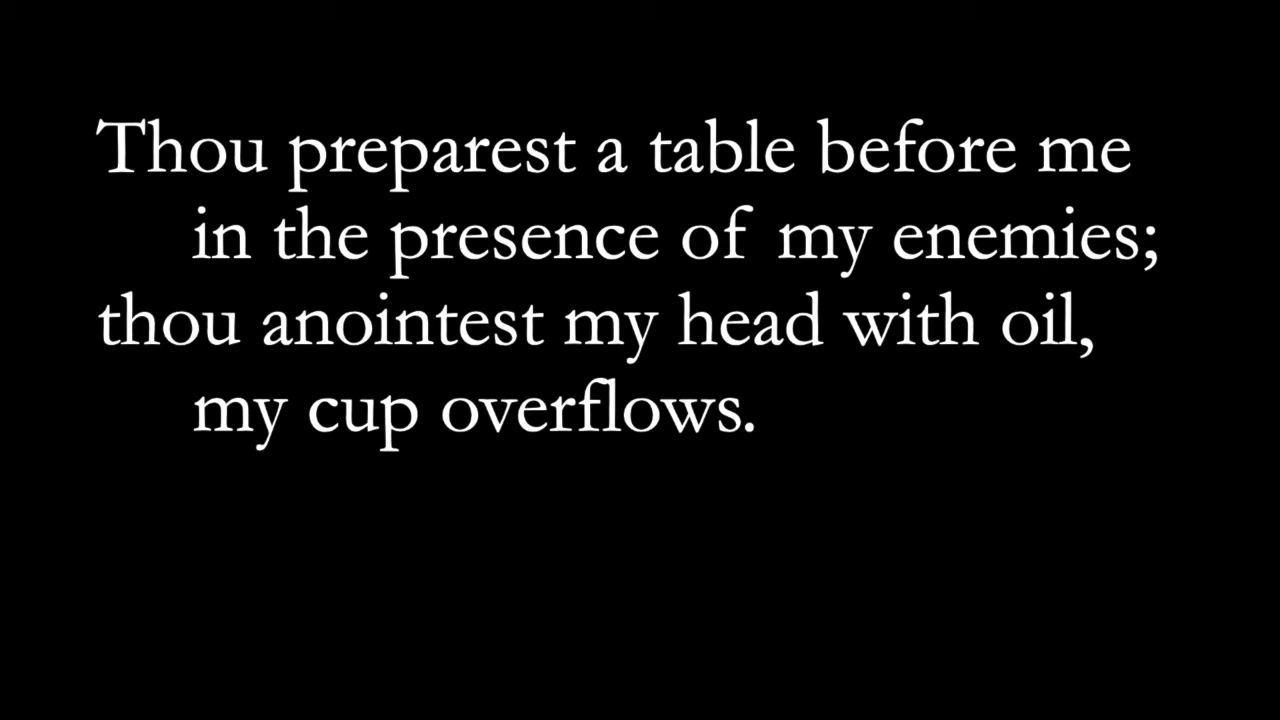 Thou preparest a table before me
in the presence of my enemies;
thou anointest my head with oil,
my cup overflows.